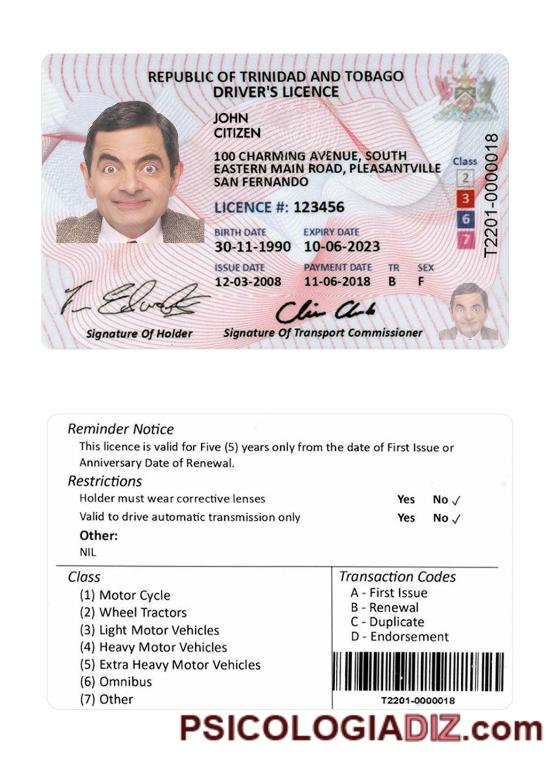 REPUBLIC OF TRINIDAD AND TOBAGO
DRIVER'S LICENCE
JOHN
CITIZEN
100 CHARMING AVENUE, SOUTH
EASTERN MAIN ROAD, PLEASANTVILLE
SAN FERNANDO
LICENCE #: 123456
BIRTH DATE EXPIRY DATE
30-11-1990 10-06-2023
ISSUE DATE PAYMENT DATE TR SEX
12-03-2008 11-06-2018 B F
Signature Of Holder Signature Of Transport Commissioner
Class
2
3
6
7
T2201-0000018
Reminder Notice
This licence is valid for Five (5) years only from the date of First Issue or
Anniversary Date of Renewal.
Restrictions
Holder must wear corrective lenses Yes No ✓
Valid to drive automatic transmission only Yes No ✓
Other:
NIL
Class
(1) Motor Cycle
(2) Wheel Tractors
(3) Light Motor Vehicles
(4) Heavy Motor Vehicles
(5) Extra Heavy Motor Vehicles
(6) Omnibus
(7) Other
Transaction Codes
A - First Issue
B - Renewal
C - Duplicate
D - Endorsement
T2201-0000018
PSICOLOGIADIZ.com